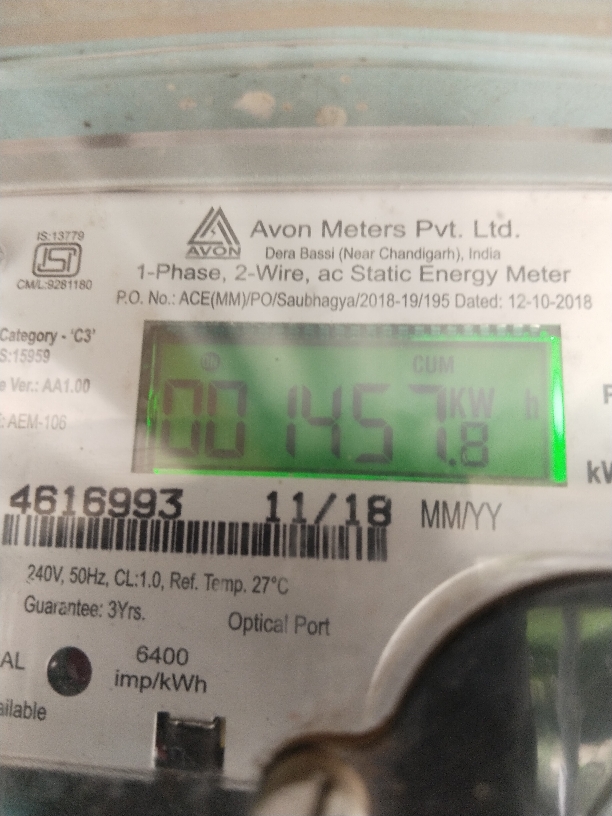 IS:13779
ISI
CM/L:9281180
AVON
Avon Meters Pvt. Ltd.
Dera Bassi (Near Chandigarh), India
1-Phase, 2-Wire, ac Static Energy Meter
P.O. No.: ACE(MM)/PO/Saubhagya/2018-19/195 Dated: 12-10-2018
Category - 'C3'
S:15959
e Ver.: AA1.00
: AEM-106
CUM
001457.8 KW h
4616993 11/18 MM/YY
240V, 50Hz, CL:1.0, Ref. Temp. 27°C
Guarantee: 3Yrs.
Optical Port
AL
6400
imp/kWh
ailable